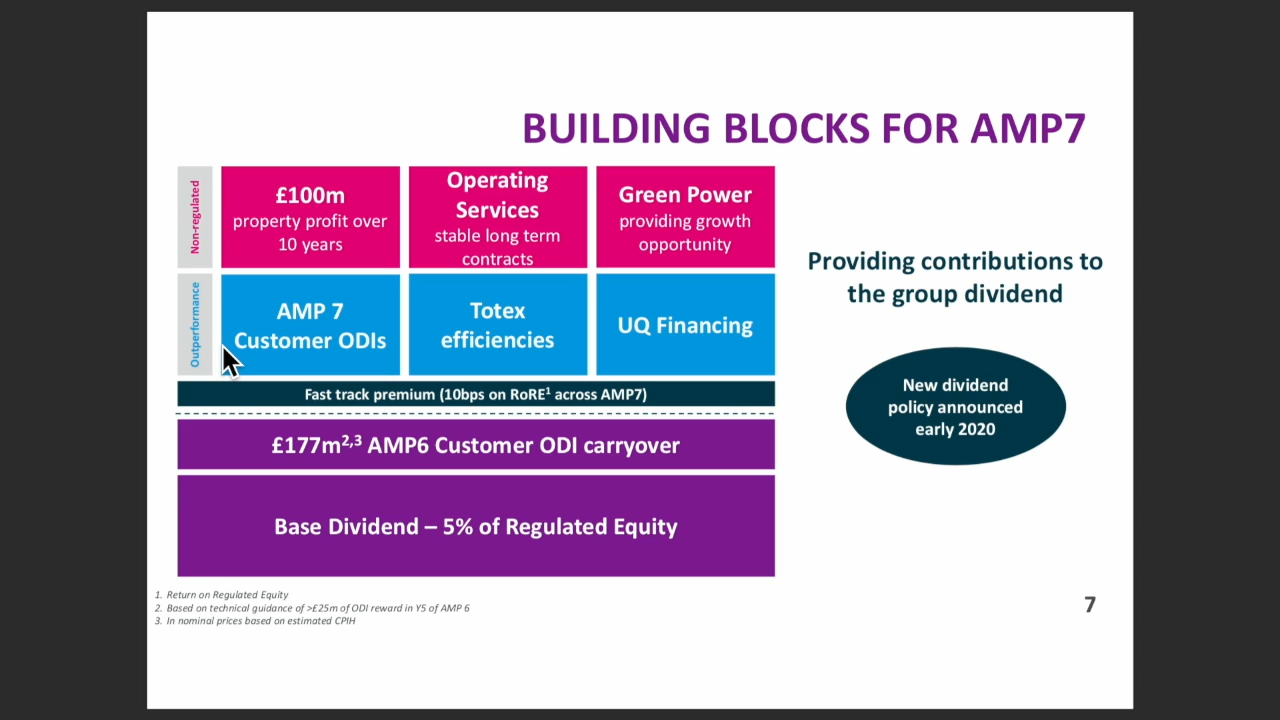 BUILDING BLOCKS FOR AMP7
Non-regulated
£100m
property profit over
10 years
Operating
Services
stable long term
contracts
Green Power
providing growth
opportunity
Outperformance
AMP 7
Customer ODIs
Totex
efficiencies
UQ Financing
Fast track premium (10bps on RoRE¹ across AMP7)
£177m²,³ AMP6 Customer ODI carryover
Base Dividend – 5% of Regulated Equity
Providing contributions to
the group dividend
New dividend
policy announced
early 2020
1. Return on Regulated Equity
2. Based on technical guidance of >£25m of ODI reward in Y5 of AMP 6
3. In nominal prices based on estimated CPIH
7